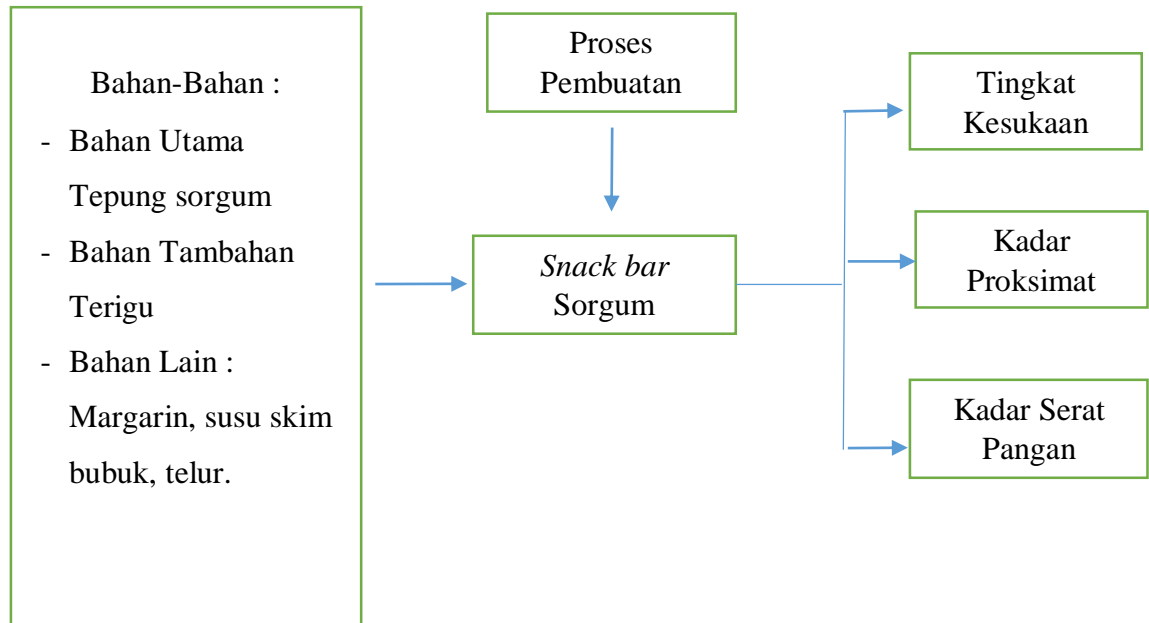 Bahan-Bahan :
- Bahan Utama
Tepung sorgum
- Bahan Tambahan
Terigu
- Bahan Lain :
Margarin, susu skim
bubuk, telur.
Proses
Pembuatan
Snack bar
Sorgum
Tingkat
Kesukaan
Kadar
Proksimat
Kadar Serat
Pangan